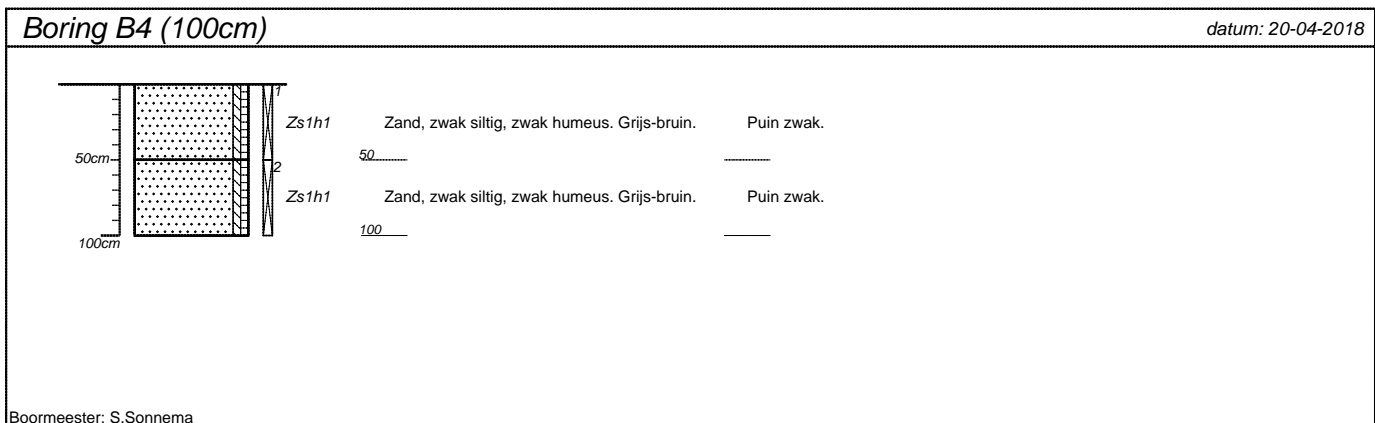 Boring B4 (100cm) datum: 20-04-2018
1
Zs1h1 Zand, zwak siltig, zwak humeus. Grijs-bruin. Puin zwak.
50cm 50
2
Zs1h1 Zand, zwak siltig, zwak humeus. Grijs-bruin. Puin zwak.
100cm 100
Boormeester: S.Sonnema